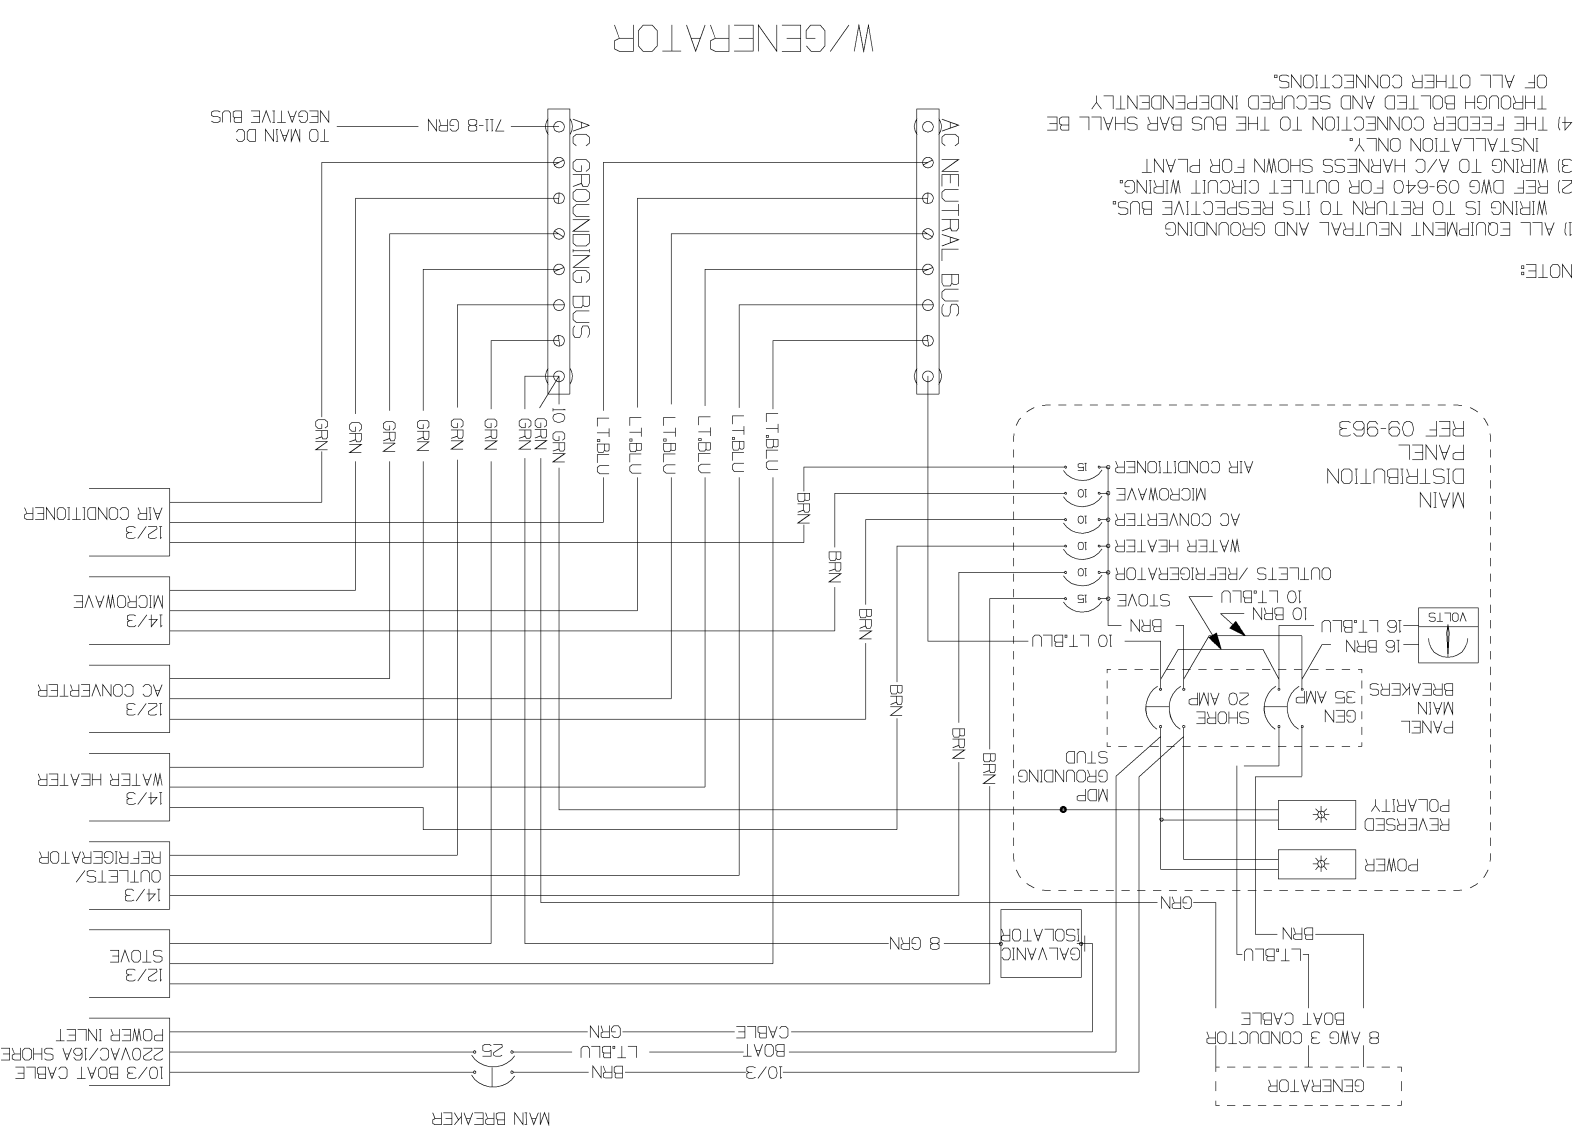 MAIN BREAKER
GENERATOR
8 AWG 3 CONDUCTOR
BOAT CABLE
LT.BLU
BRN
GRN
10/3
BOAT
CABLE
BRN
LT.BLU
GRN
25
10/3 BOAT CABLE
220VAC/16A SHORE
POWER INLET
GALVANIC
ISOLATOR
8 GRN
12/3
STOVE
14/3
OUTLETS/
REFRIGERATOR
14/3
WATER HEATER
12/3
AC CONVERTER
14/3
MICROWAVE
12/3
AIR CONDITIONER
POWER
REVERSED
POLARITY
MDP
GROUNDING
STUD
PANEL
MAIN
BREAKERS
GEN
35 AMP
SHORE
20 AMP
16 BRN
16 LT.BLU
VOLTS
10 BRN
10 LT.BLU
BRN
10 LT.BLU
STOVE
15
OUTLETS /REFRIGERATOR
10
WATER HEATER
10
AC CONVERTER
10
MICROWAVE
10
AIR CONDITIONER
15
MAIN
DISTRIBUTION
PANEL
REF 09-963
BRN
BRN
BRN
BRN
BRN
BRN
LT.BLU
LT.BLU
LT.BLU
LT.BLU
LT.BLU
LT.BLU
10 GRN
GRN
GRN
GRN
GRN
GRN
GRN
GRN
GRN
AC NEUTRAL BUS
AC GROUNDING BUS
711-8 GRN
TO MAIN DC
NEGATIVE BUS
NOTE:
1) ALL EQUIPMENT NEUTRAL AND GROUNDING
WIRING IS TO RETURN TO ITS RESPECTIVE BUS.
2) REF DWG 09-640 FOR OUTLET CIRCUIT WIRING.
3) WIRING TO A/C HARNESS SHOWN FOR PLANT
INSTALLATION ONLY.
4) THE FEEDER CONNECTION TO THE BUS BAR SHALL BE
THROUGH BOLTED AND SECURED INDEPENDENTLY
OF ALL OTHER CONNECTIONS.
W/GENERATOR